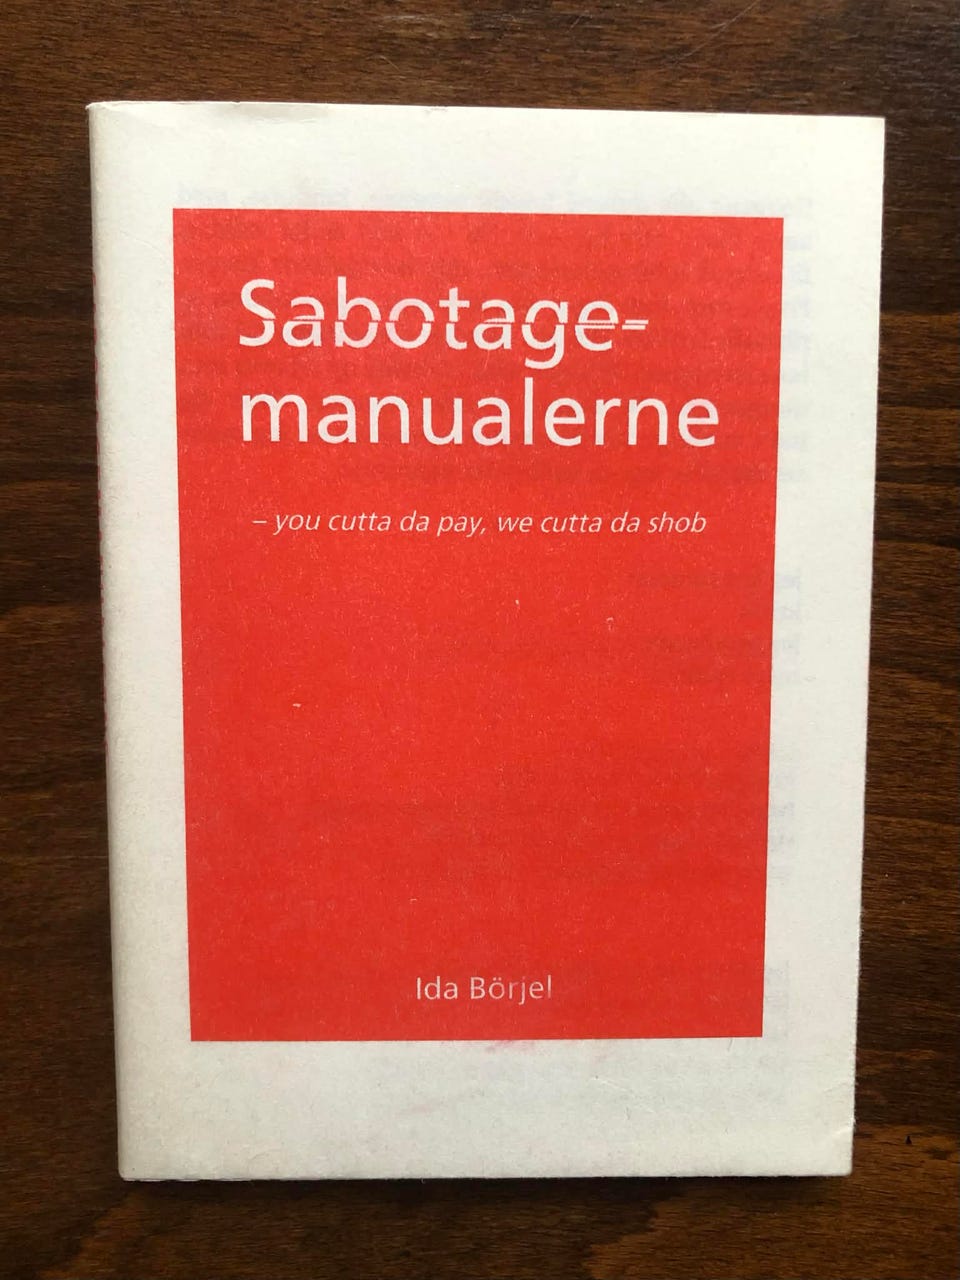 Sabotage-
manualerne
– you cutta da pay, we cutta da shob
Ida Börjel